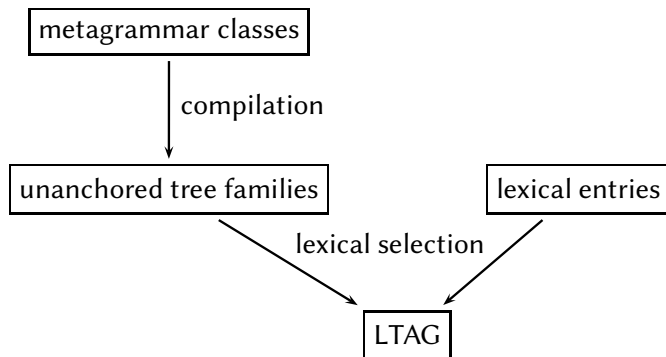 metagrammar classes
compilation
unanchored tree families
lexical entries
lexical selection
LTAG